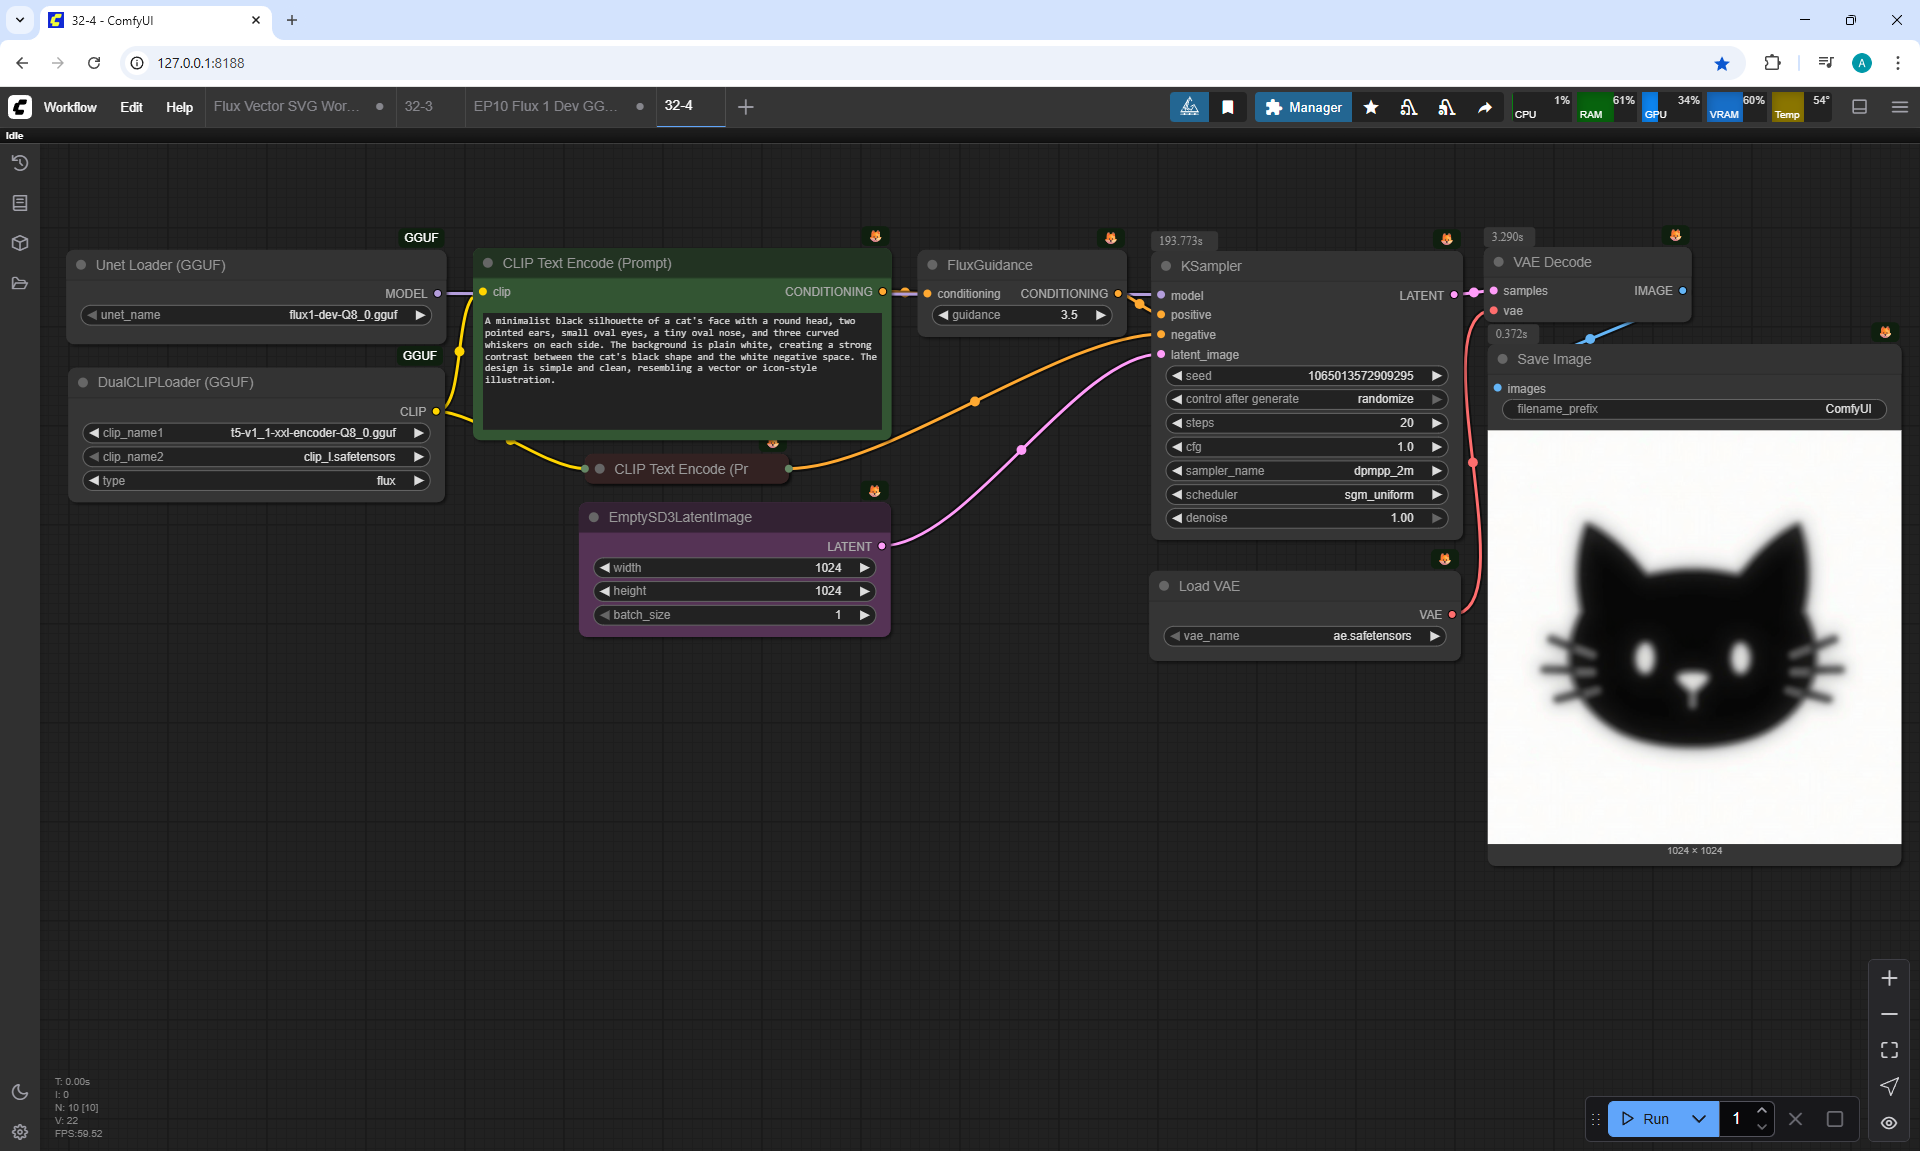 32-4 - ComfyUI
127.0.0.1:8188
Workflow Edit Help Flux Vector SVG Wor... 32-3 EP10 Flux 1 Dev GG... 32-4
Manager
CPU 1% RAM 61% GPU 34% VRAM 60% Temp 54°
A
Idle
GGUF
Unet Loader (GGUF)
MODEL
unet_name flux1-dev-Q8_0.gguf
GGUF
DualCLIPLoader (GGUF)
CLIP
clip_name1 t5-v1_1-xxl-encoder-Q8_0.gguf
clip_name2 clip_l.safetensors
type flux
CLIP Text Encode (Prompt)
clip CONDITIONING
A minimalist black silhouette of a cat's face with a round head, two
pointed ears, small oval eyes, a tiny oval nose, and three curved
whiskers on each side. The background is plain white, creating a strong
contrast between the cat's black shape and the white negative space. The
design is simple and clean, resembling a vector or icon-style
illustration.
CLIP Text Encode (Pr
EmptySD3LatentImage
LATENT
width 1024
height 1024
batch_size 1
FluxGuidance
conditioning CONDITIONING
guidance 3.5
193.773s
KSampler
model LATENT
positive
negative
latent_image
seed 1065013572909295
control after generate randomize
steps 20
cfg 1.0
sampler_name dpmpp_2m
scheduler sgm_uniform
denoise 1.00
Load VAE
VAE
vae_name ae.safetensors
3.290s
VAE Decode
samples IMAGE
vae
0.372s
Save Image
images
filename_prefix ComfyUI
1024 × 1024
T: 0.00s
I: 0
N: 10 [10]
V: 22
FPS:59.52
Run 1